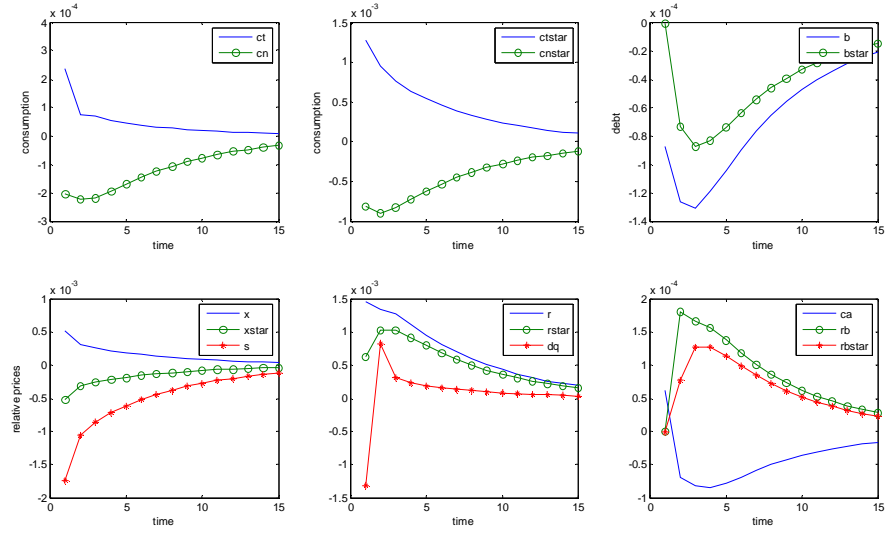 x 10^-4
4
3
2
1
0
-1
-2
-3
0
5
10
15
consumption
time
ct
cn
x 10^-3
1.5
1
0.5
0
-0.5
-1
0
5
10
15
consumption
time
ctstar
cnstar
x 10^-4
0
-0.2
-0.4
-0.6
-0.8
-1
-1.2
-1.4
0
5
10
15
debt
time
b
bstar
x 10^-3
1
0.5
0
-0.5
-1
-1.5
-2
0
5
10
15
relative prices
time
x
xstar
s
x 10^-3
1.5
1
0.5
0
-0.5
-1
-1.5
0
5
10
15
time
r
rstar
dq
x 10^-4
2
1.5
1
0.5
0
-0.5
-1
0
5
10
15
time
ca
rb
rbstar